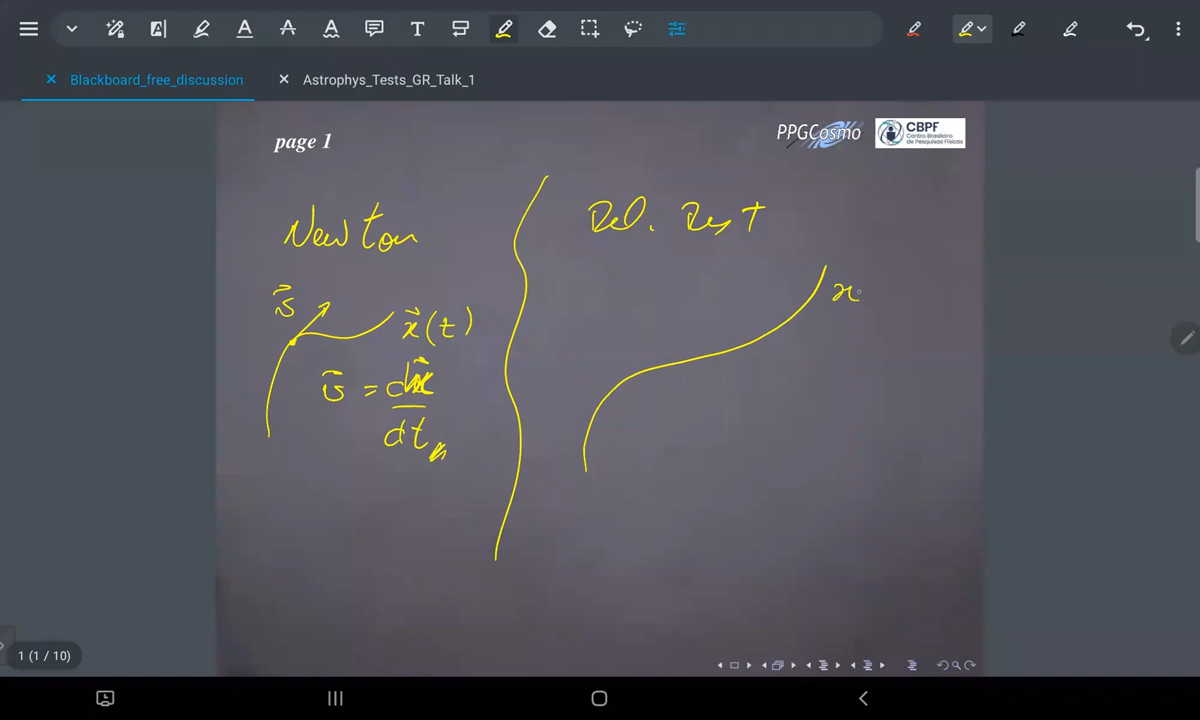 Blackboard_free_discussion
Astrophys_Tests_GR_Talk_1
page 1
PPGCosmo
CBPF
Centro Brasileiro
de Pesquisas Físicas
Newton
Rel. Rest
v⃗
x⃗(t)
v⃗ = dx⃗/dt
x
1 (1 / 10)